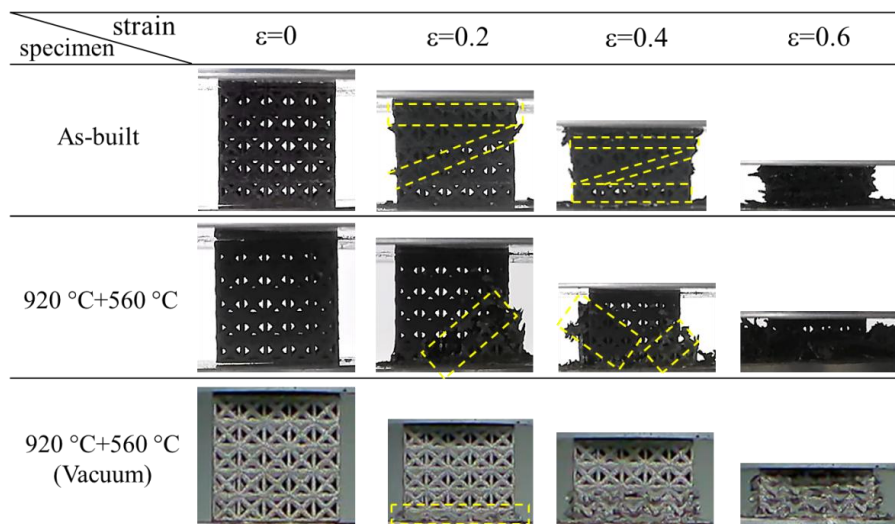 strain
specimen
ε=0
ε=0.2
ε=0.4
ε=0.6
As-built
920 °C+560 °C
920 °C+560 °C
(Vacuum)